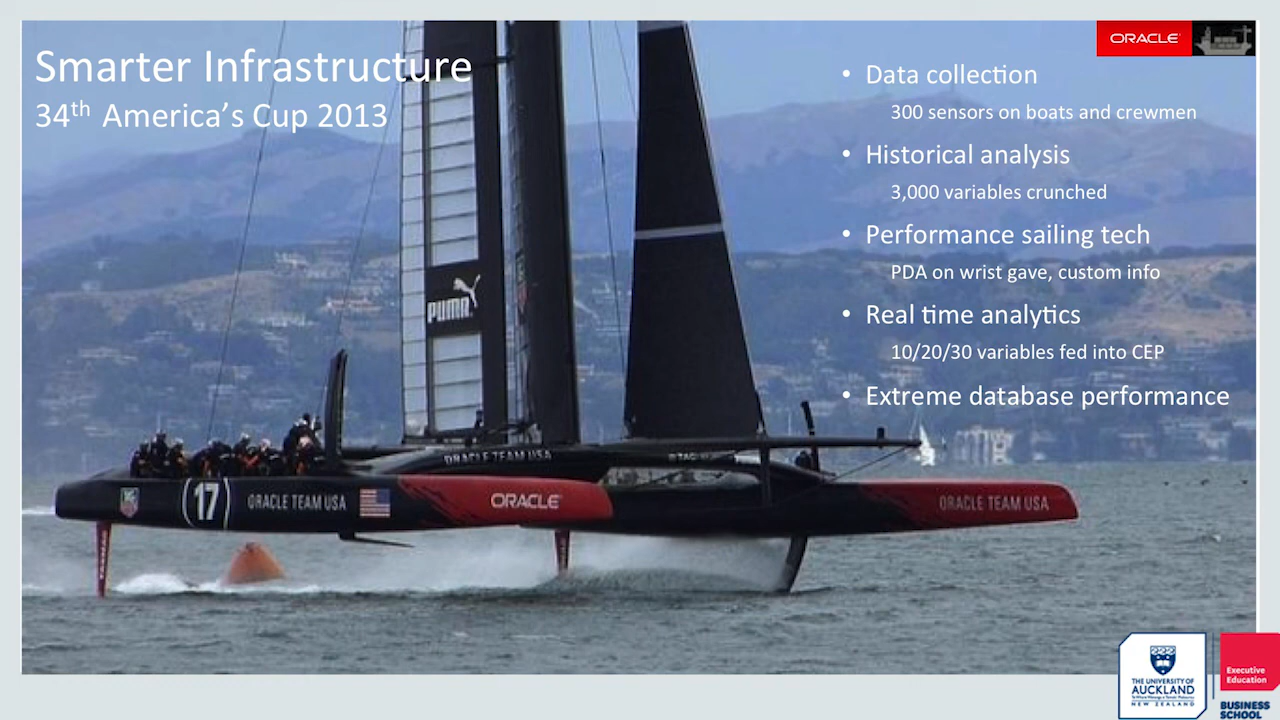 Smarter Infrastructure
34th America's Cup 2013
ORACLE
• Data collection
300 sensors on boats and crewmen
• Historical analysis
3,000 variables crunched
• Performance sailing tech
PDA on wrist gave, custom info
• Real time analytics
10/20/30 variables fed into CEP
• Extreme database performance
PUMA
ORACLE TEAM USA
17
ORACLE TEAM USA
ORACLE
ORACLE TEAM USA
THE UNIVERSITY OF
AUCKLAND
NEW ZEALAND
Executive
Education
BUSINESS
SCHOOL